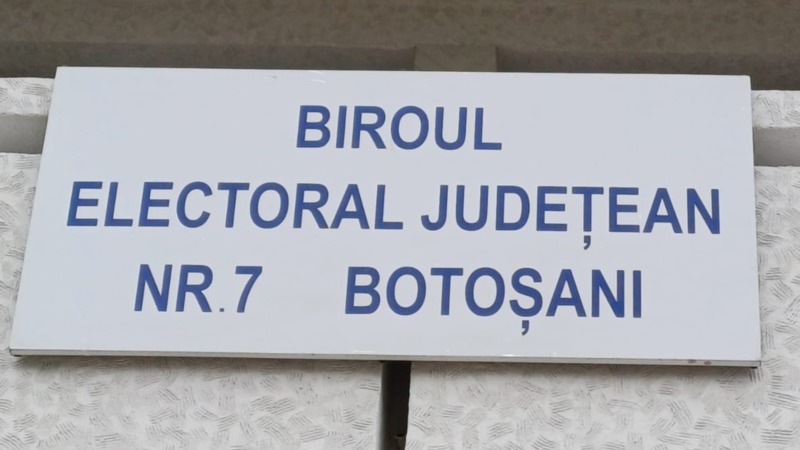 BIROUL
ELECTORAL JUDEȚEAN
NR.7 BOTOȘANI